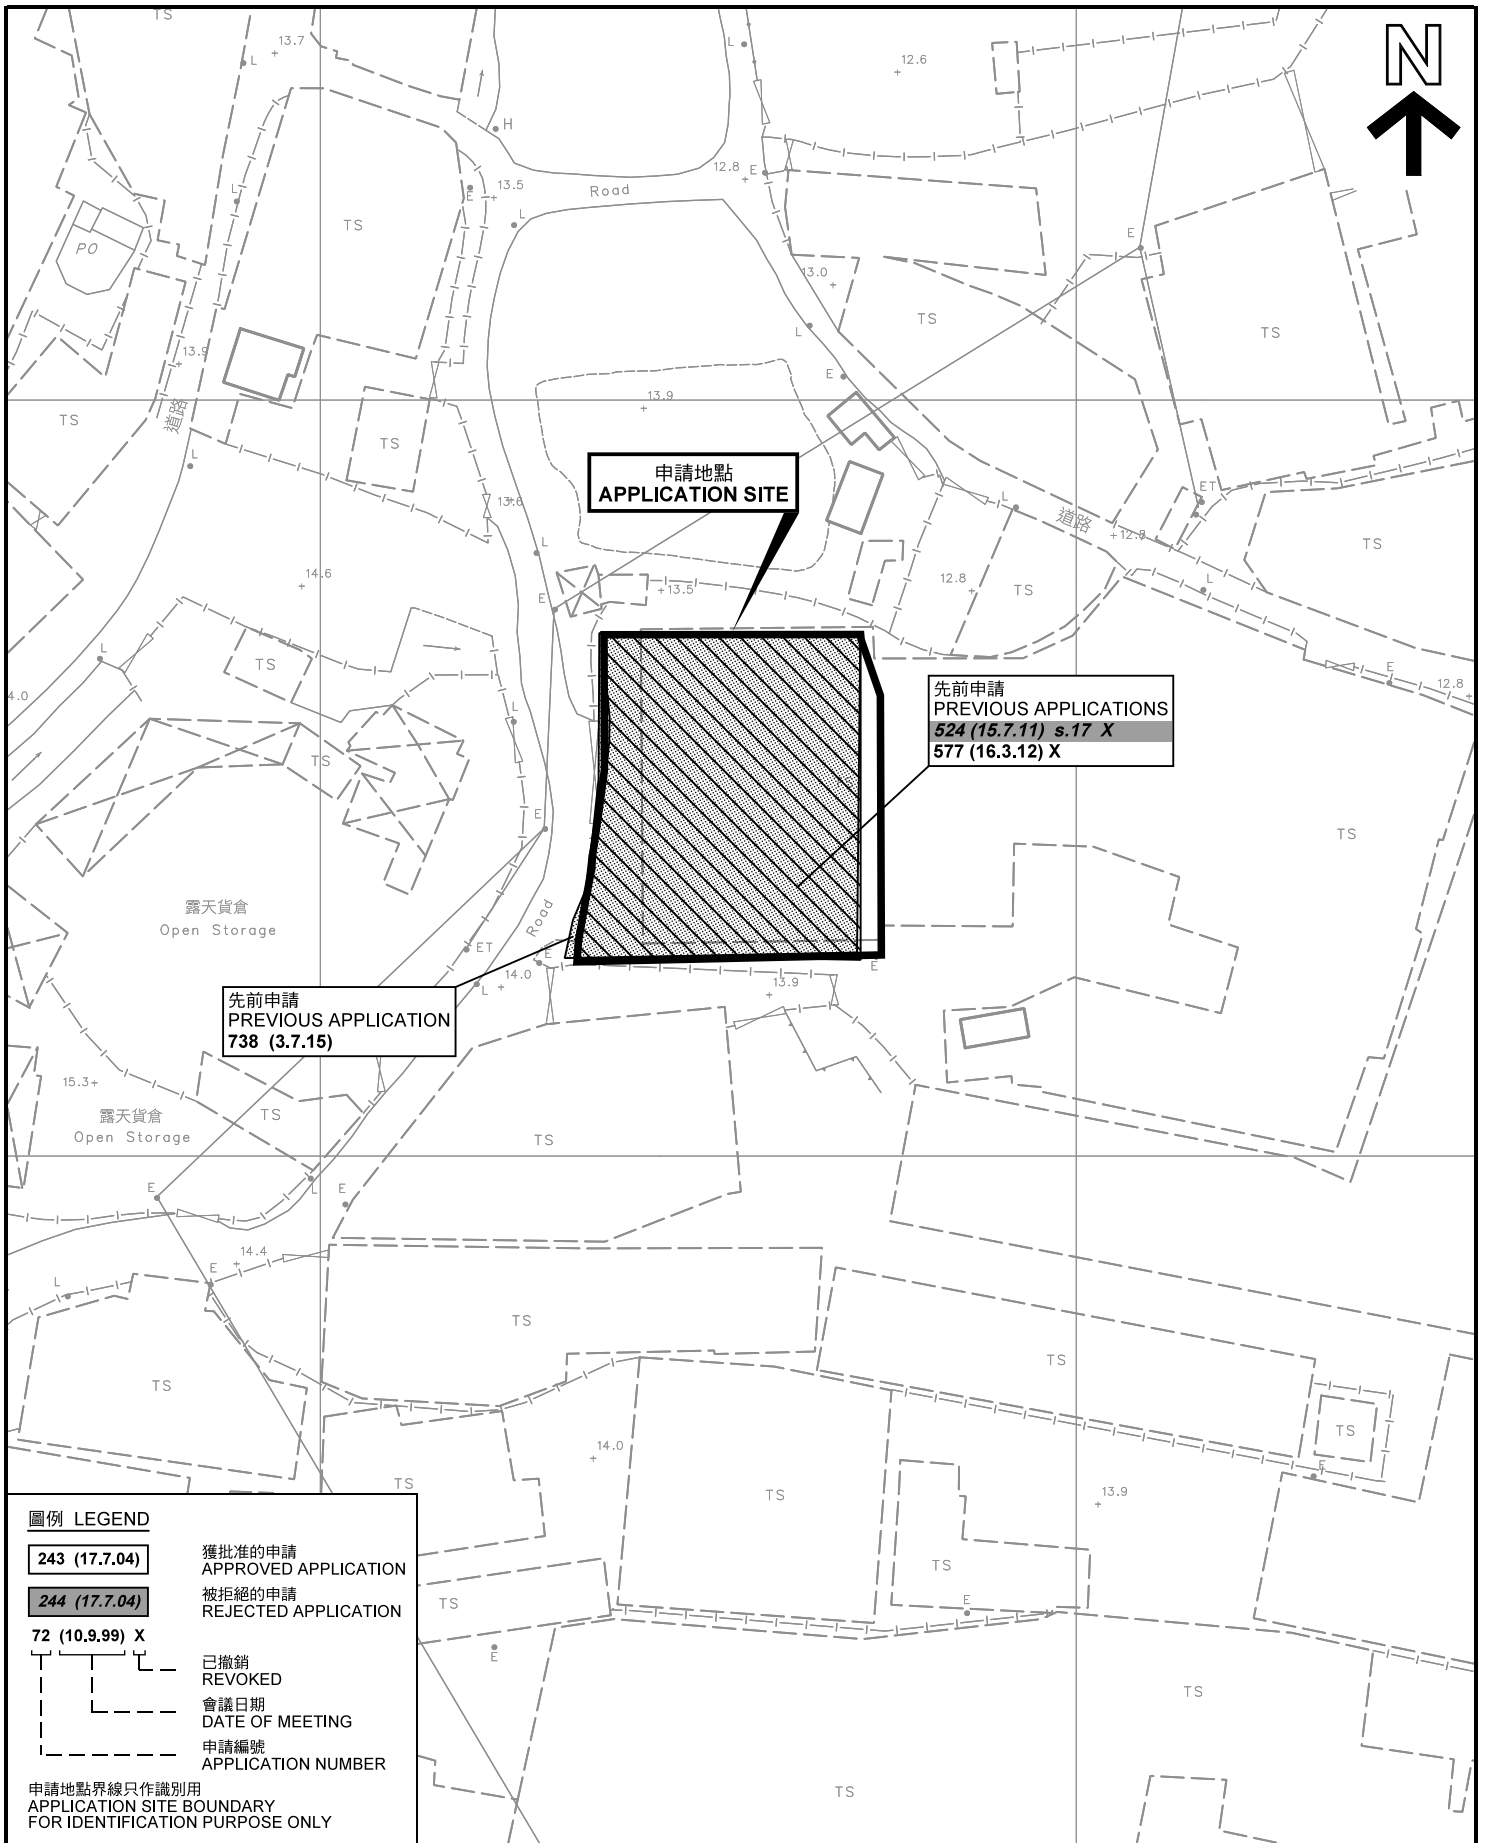 TS
13.7
L
L
12.6
N
H
Road
12.8
E
13.5
E
L
L
TS
PO
E
13.0
TS
TS
L
13.9
道路
TS
E
13.9
TS
L
申請地點
APPLICATION SITE
13.6
L
ET
L
道路
12.8
TS
14.6
E
13.5
12.8
TS
L
L
TS
E
12.8
4.0
先前申請
PREVIOUS APPLICATIONS
524 (15.7.11) s.17 X
577 (16.3.12) X
L
TS
E
TS
露天貨倉
Open Storage
Road
ET
E
E
L
14.0
13.9
先前申請
PREVIOUS APPLICATION
738 (3.7.15)
15.3
露天貨倉
Open Storage
TS
TS
E
L
E
14.4
E
L
TS
TS
TS
TS
14.0
TS
E
TS
13.9
TS
TS
E
E
TS
TS
圖例 LEGEND
243 (17.7.04)
獲批准的申請
APPROVED APPLICATION
244 (17.7.04)
被拒絕的申請
REJECTED APPLICATION
72 (10.9.99) X
已撤銷
REVOKED
會議日期
DATE OF MEETING
申請編號
APPLICATION NUMBER
申請地點界線只作識別用
APPLICATION SITE BOUNDARY
FOR IDENTIFICATION PURPOSE ONLY